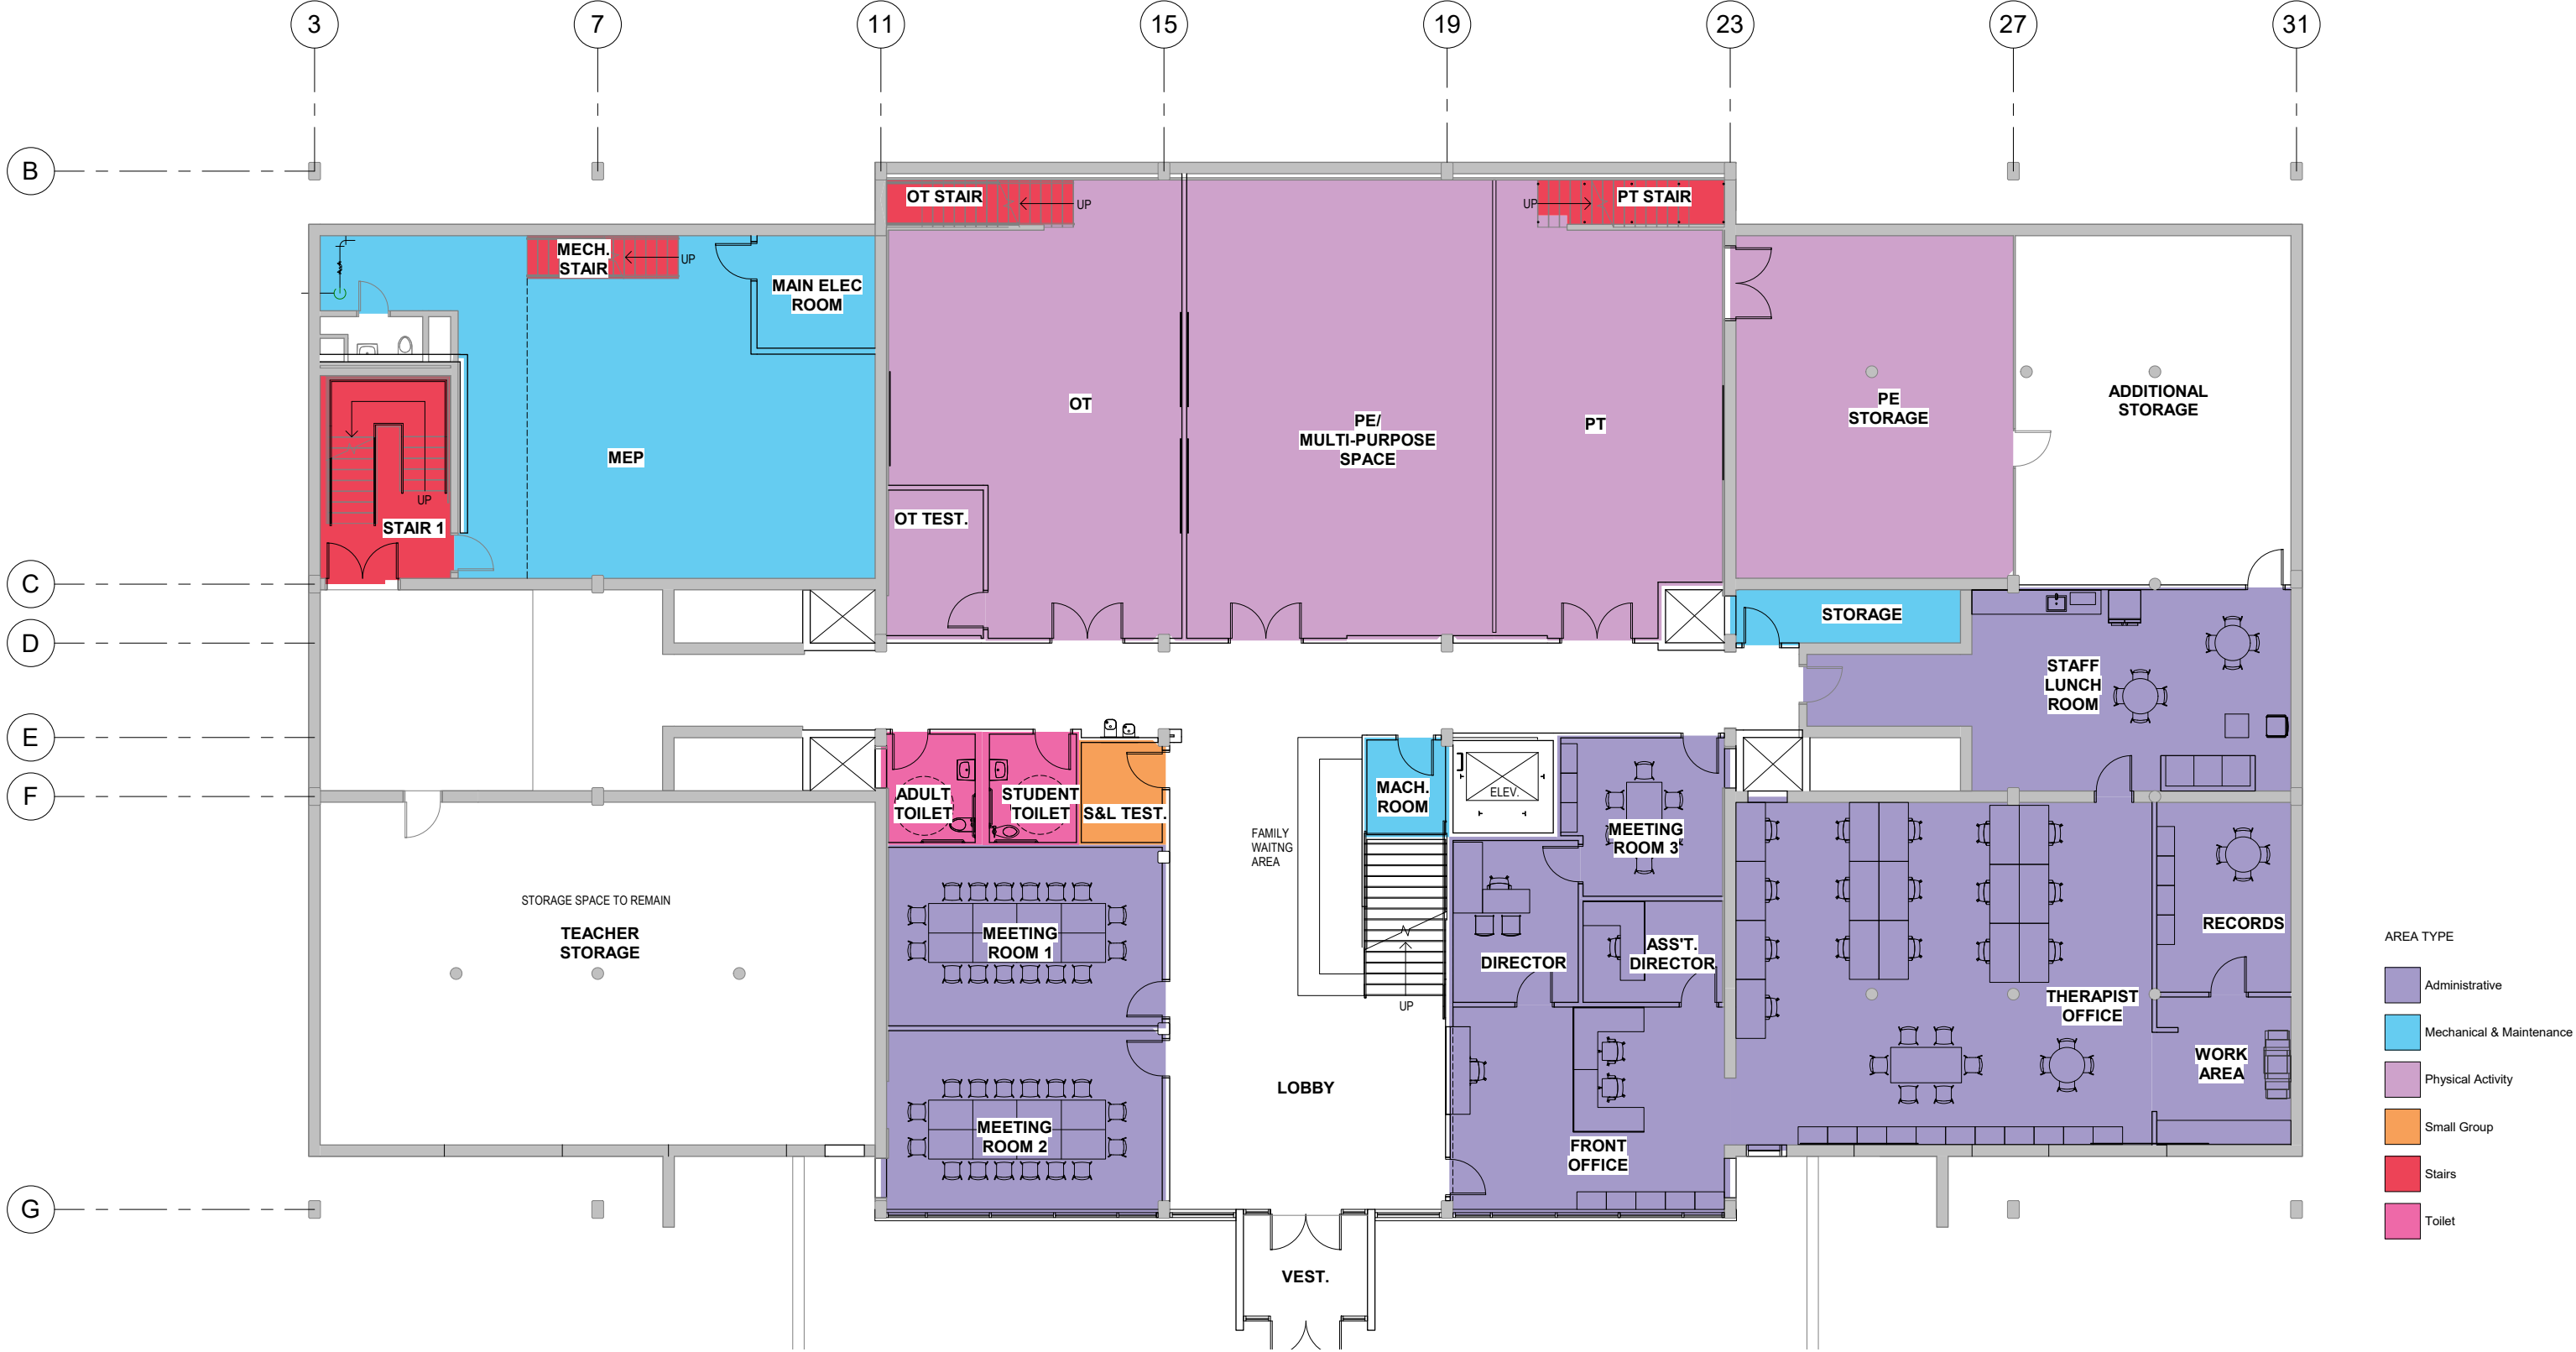 3
7
11
15
19
23
27
31
B
C
D
E
F
G
OT STAIR
UP
UP
PT STAIR
MECH.
STAIR
UP
MAIN ELEC
ROOM
OT
PE/
MULTI-PURPOSE
SPACE
PT
PE
STORAGE
ADDITIONAL
STORAGE
MEP
UP
STAIR 1
OT TEST.
STORAGE
STAFF
LUNCH
ROOM
ADULT
TOILET
STUDENT
TOILET
S&L TEST.
MACH.
ROOM
ELEV.
FAMILY
WAITNG
AREA
MEETING
ROOM 3
STORAGE SPACE TO REMAIN
TEACHER
STORAGE
MEETING
ROOM 1
DIRECTOR
ASS'T.
DIRECTOR
RECORDS
UP
THERAPIST
OFFICE
WORK
AREA
LOBBY
MEETING
ROOM 2
FRONT
OFFICE
VEST.
AREA TYPE
Administrative
Mechanical & Maintenance
Physical Activity
Small Group
Stairs
Toilet